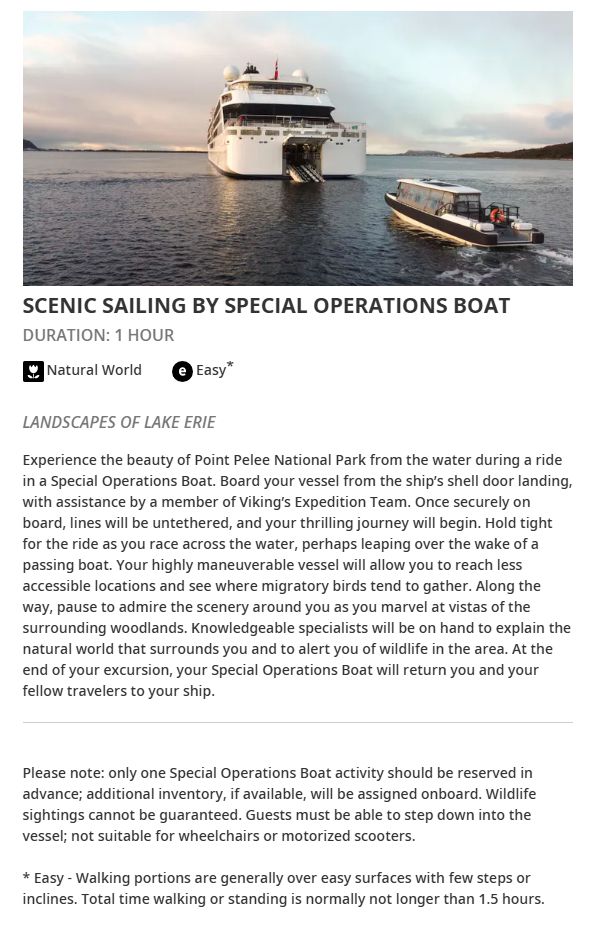 SCENIC SAILING BY SPECIAL OPERATIONS BOAT
DURATION: 1 HOUR
Natural World e Easy*
LANDSCAPES OF LAKE ERIE
Experience the beauty of Point Pelee National Park from the water during a ride
in a Special Operations Boat. Board your vessel from the ship’s shell door landing,
with assistance by a member of Viking’s Expedition Team. Once securely on
board, lines will be untethered, and your thrilling journey will begin. Hold tight
for the ride as you race across the water, perhaps leaping over the wake of a
passing boat. Your highly maneuverable vessel will allow you to reach less
accessible locations and see where migratory birds tend to gather. Along the
way, pause to admire the scenery around you as you marvel at vistas of the
surrounding woodlands. Knowledgeable specialists will be on hand to explain the
natural world that surrounds you and to alert you of wildlife in the area. At the
end of your excursion, your Special Operations Boat will return you and your
fellow travelers to your ship.
Please note: only one Special Operations Boat activity should be reserved in
advance; additional inventory, if available, will be assigned onboard. Wildlife
sightings cannot be guaranteed. Guests must be able to step down into the
vessel; not suitable for wheelchairs or motorized scooters.
* Easy - Walking portions are generally over easy surfaces with few steps or
inclines. Total time walking or standing is normally not longer than 1.5 hours.